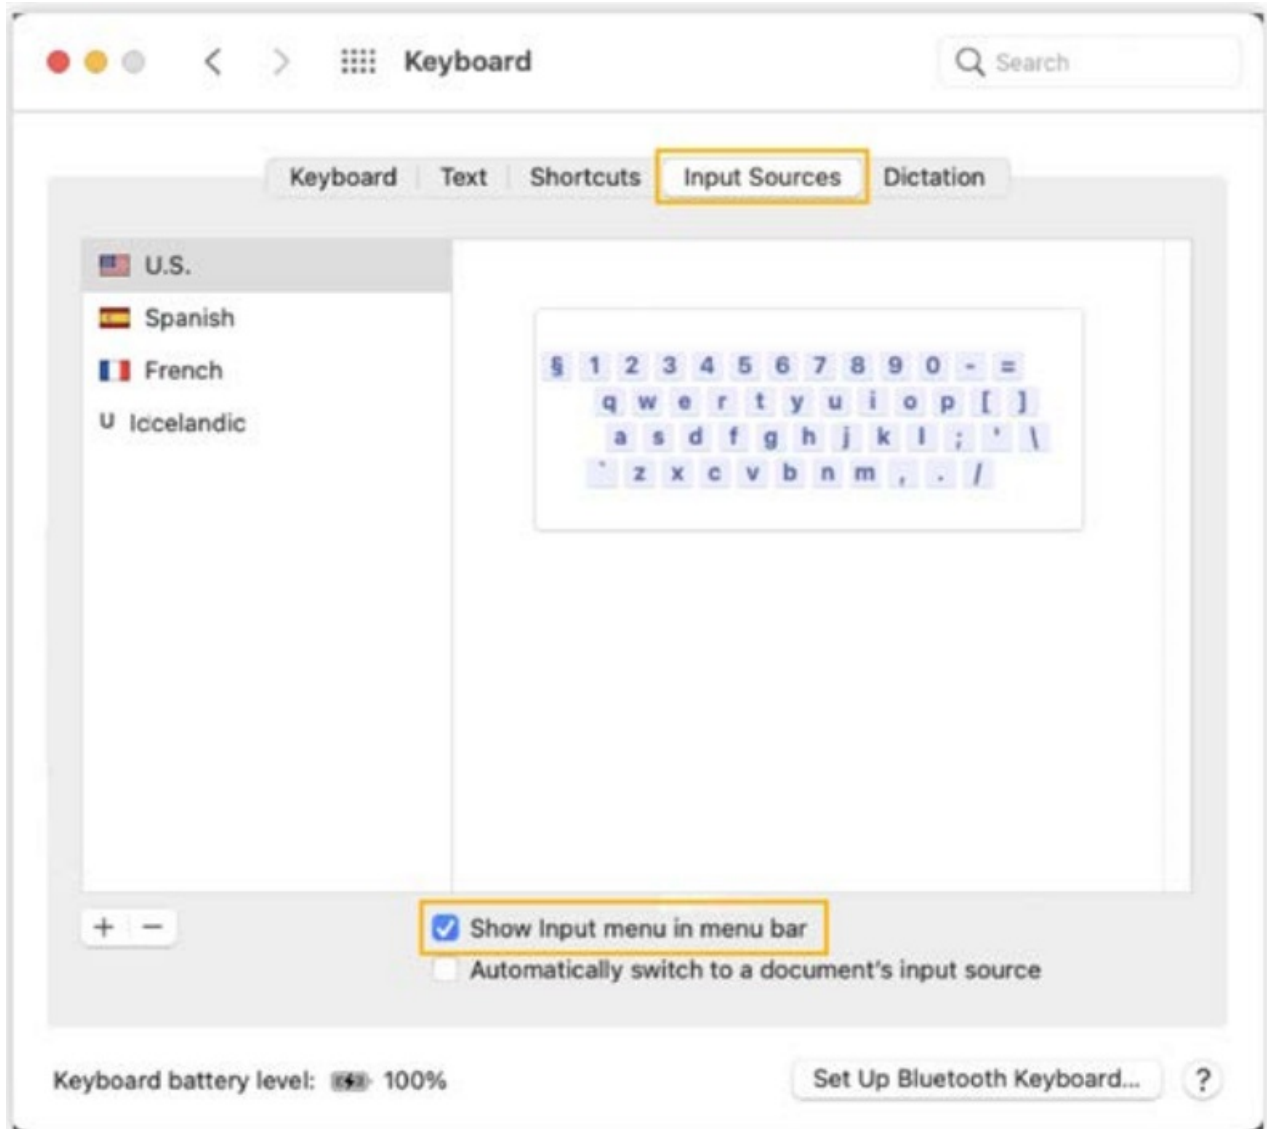 Keyboard
Search
Keyboard Text Shortcuts Input Sources Dictation
U.S.
Spanish
French
U Icicelandic
§ 1 2 3 4 5 6 7 8 9 0 - =
q w e r t y u i o p [ ]
a s d f g h j k l ; ' \
` z x c v b n m , . /
+ −
Show Input menu in menu bar
Automatically switch to a document's input source
Keyboard battery level: 100%
Set Up Bluetooth Keyboard... ?